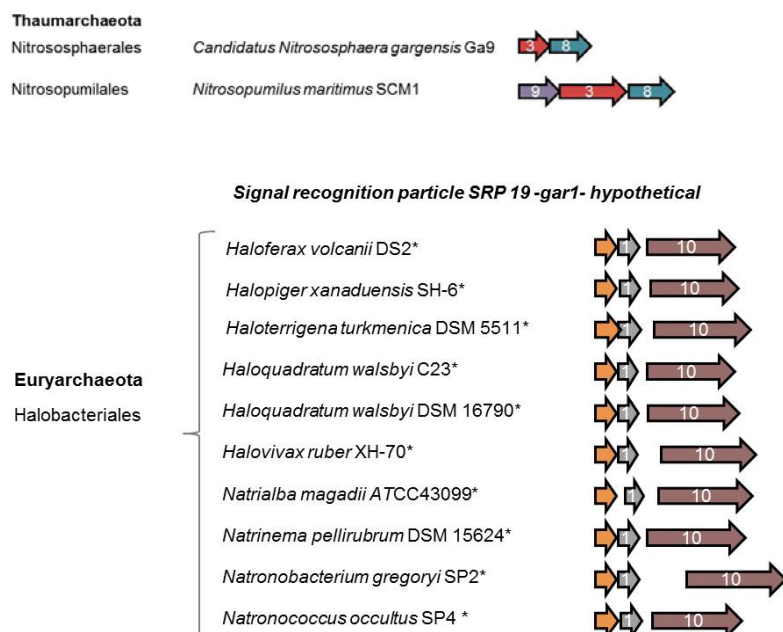 Thaumarchaeota
Nitrososphaerales Candidatus Nitrososphaera gargensis Ga9 3 8
Nitrosopumilales Nitrosopumilus maritimus SCM1 9 3 8
Signal recognition particle SRP 19 -gar1- hypothetical
Haloferax volcanii DS2* 1 10
Halopiger xanaduensis SH-6* 1 10
Haloterrigena turkmenica DSM 5511* 1 10
Haloquadratum walsbyi C23* 1 10
Euryarchaeota
Halobacteriales
Haloquadratum walsbyi DSM 16790* 1 10
Halovivax ruber XH-70* 1 10
Natrialba magadii ATCC43099* 1 10
Natrinema pellirubrum DSM 15624* 1 10
Natronobacterium gregoryi SP2* 1 10
Natronococcus occultus SP4 * 1 10